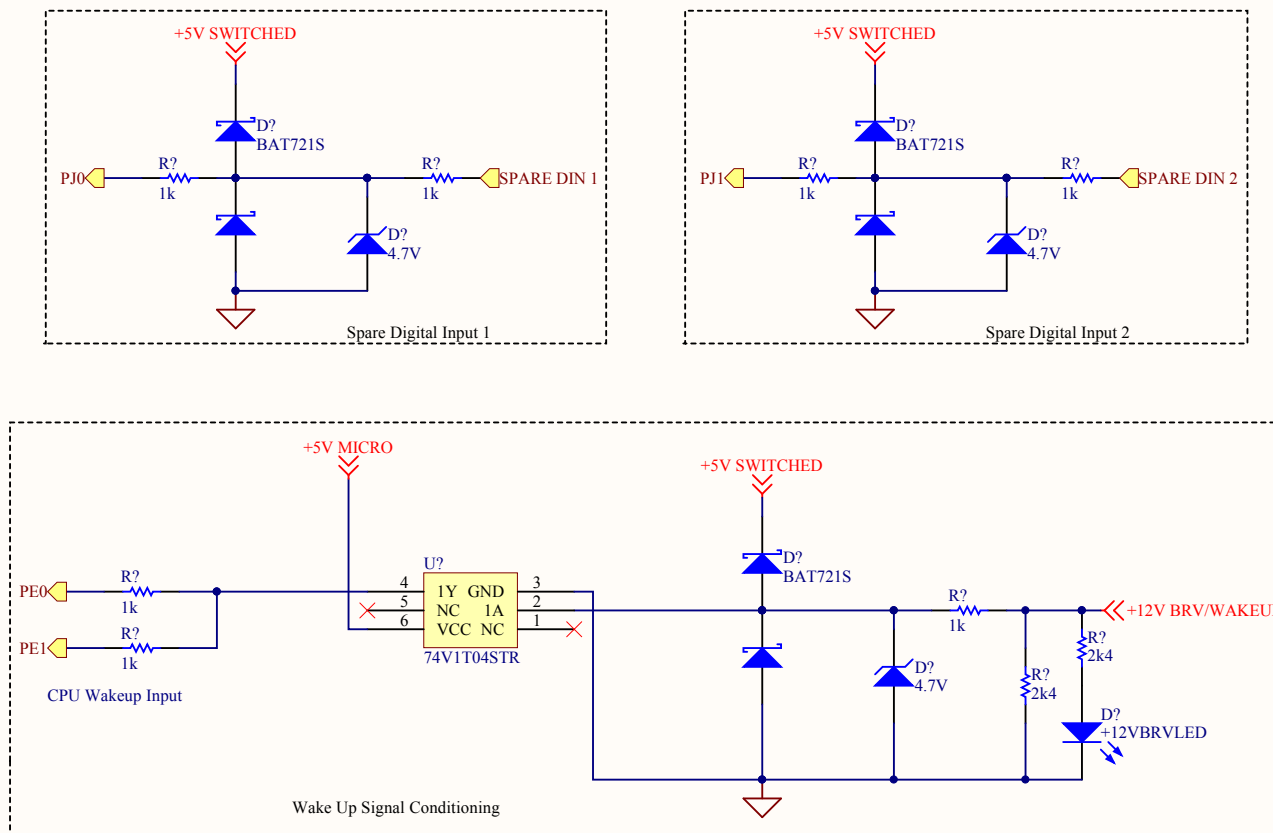 +5V SWITCHED
D?
BAT721S
PJ0
R?
1k
R?
1k
SPARE DIN 1
D?
4.7V
Spare Digital Input 1
+5V SWITCHED
D?
BAT721S
PJ1
R?
1k
R?
1k
SPARE DIN 2
D?
4.7V
Spare Digital Input 2
+5V MICRO
+5V SWITCHED
PE0
R?
1k
PE1
R?
1k
CPU Wakeup Input
U?
4 1Y GND 3
5 NC 1A 2
6 VCC NC 1
74V1T04STR
D?
BAT721S
D?
4.7V
R?
1k
+12V BRV/WAKEU
R?
2k4
R?
2k4
D?
+12VBRVLED
Wake Up Signal Conditioning